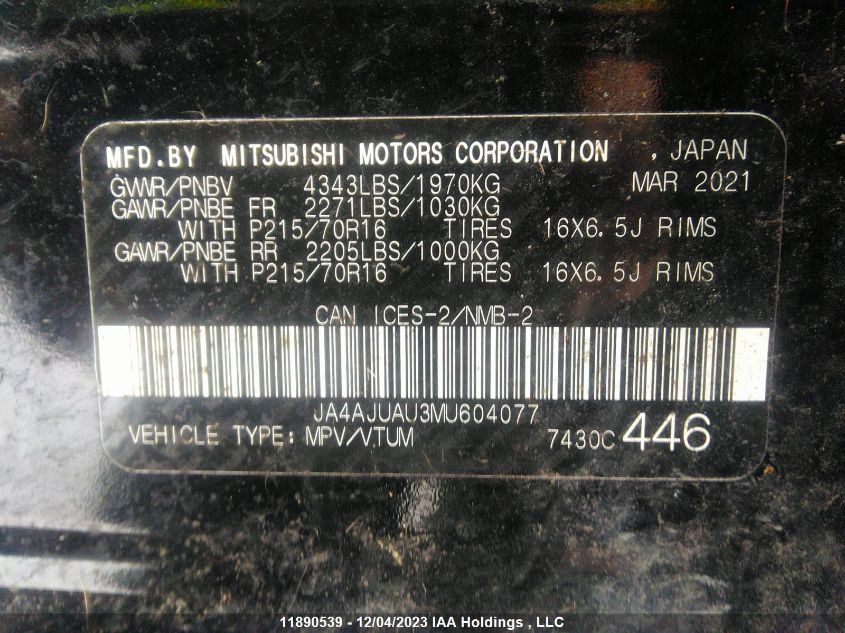 MFD.BY MITSUBISHI MOTORS CORPORATION , JAPAN
GVWR/PNBV 4343LBS/1970KG MAR 2021
GAWR/PNBE FR 2271LBS/1030KG
WITH P215/70R16 TIRES 16X6.5J RIMS
GAWR/PNBE RR 2205LBS/1000KG
WITH P215/70R16 TIRES 16X6.5J RIMS
CAN ICES-2/NMB-2
JA4AJUAU3MU604077
VEHICLE TYPE: MPV/VTUM 7430C 446
11890539 - 12/04/2023 IAA Holdings , LLC